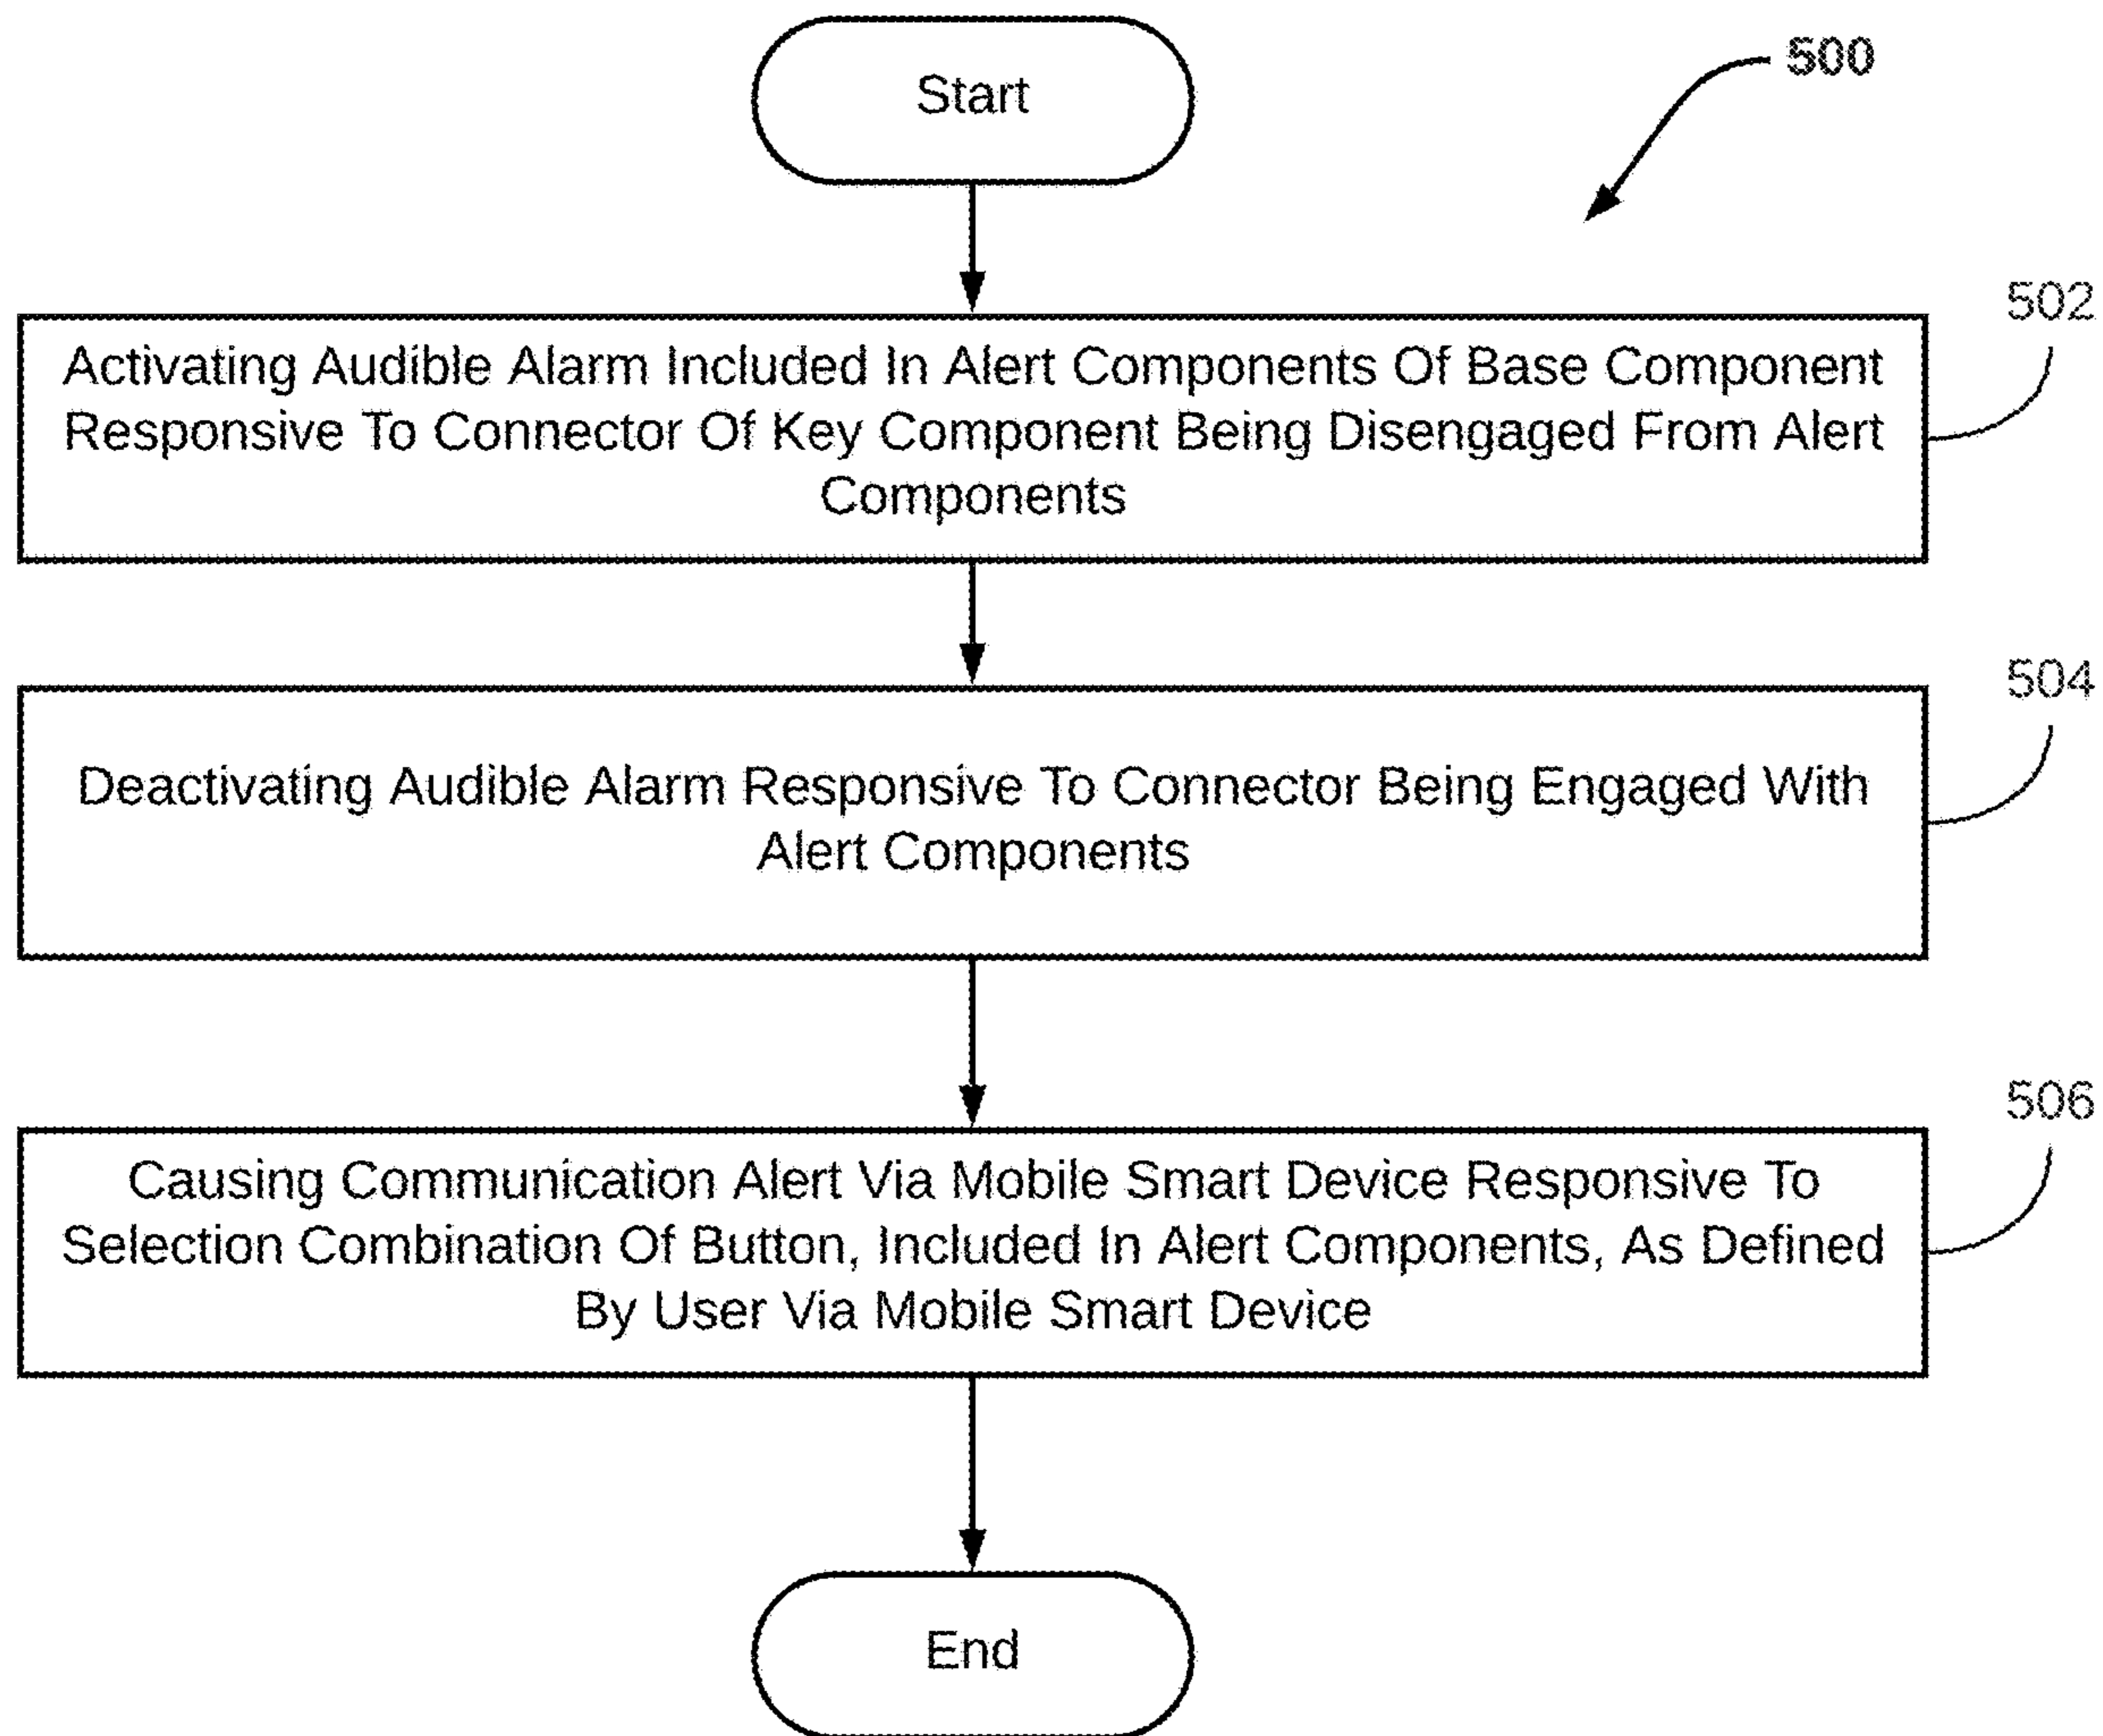 Start
500
502
Activating Audible Alarm Included In Alert Components Of Base Component
Responsive To Connector Of Key Component Being Disengaged From Alert
Components
504
Deactivating Audible Alarm Responsive To Connector Being Engaged With
Alert Components
506
Causing Communication Alert Via Mobile Smart Device Responsive To
Selection Combination Of Button, Included In Alert Components, As Defined
By User Via Mobile Smart Device
End